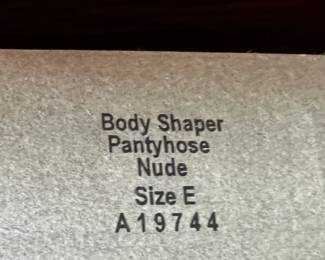 Body Shaper
Pantyhose
Nude
Size E
A19744